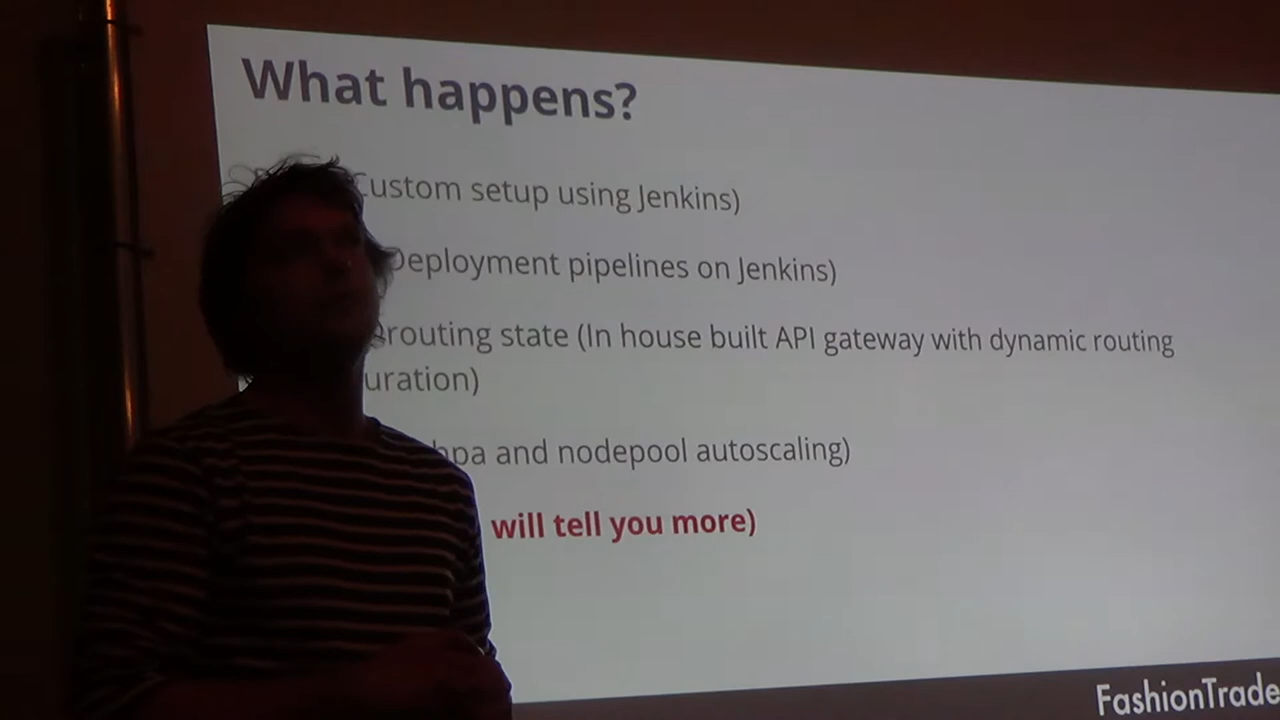 What happens?
Custom setup using Jenkins)
Deployment pipelines on Jenkins)
routing state (In house built API gateway with dynamic routing
uration)
hpa and nodepool autoscaling)
will tell you more)
FashionTrade